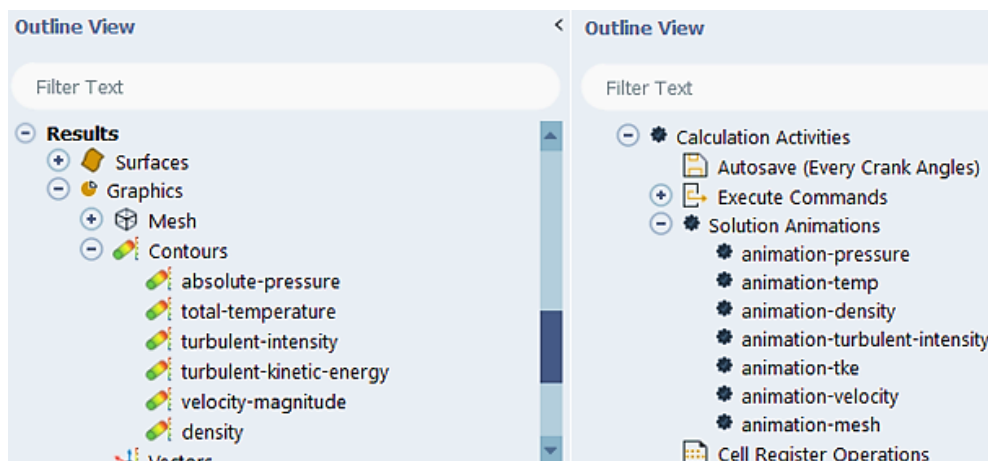 Outline View
Filter Text
Results
Surfaces
Graphics
Mesh
Contours
absolute-pressure
total-temperature
turbulent-intensity
turbulent-kinetic-energy
velocity-magnitude
density
Vectors
Outline View
Filter Text
Calculation Activities
Autosave (Every Crank Angles)
Execute Commands
Solution Animations
animation-pressure
animation-temp
animation-density
animation-turbulent-intensity
animation-tke
animation-velocity
animation-mesh
Cell Register Operations